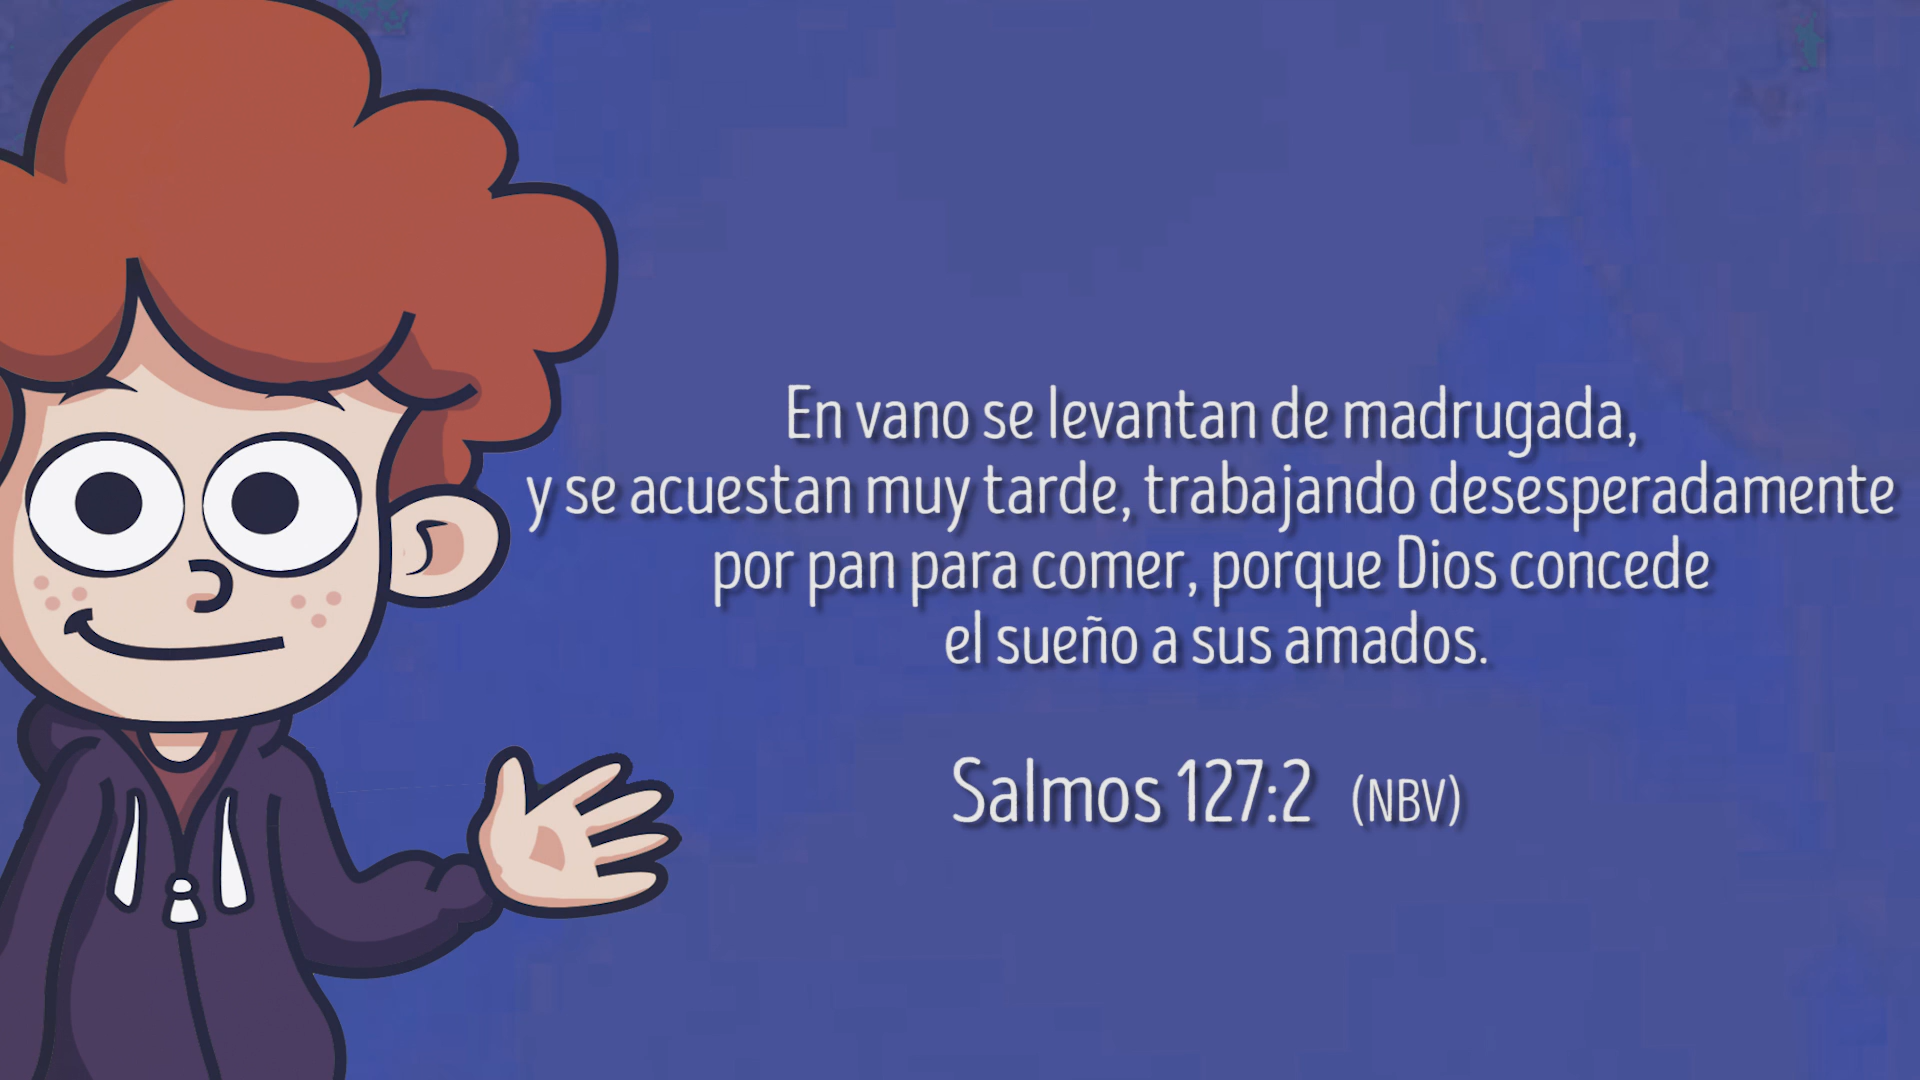 En vano se levantan de madrugada,
y se acuestan muy tarde, trabajando desesperadamente
por pan para comer, porque Dios concede
el sueño a sus amados.
Salmos 127:2 (NBV)